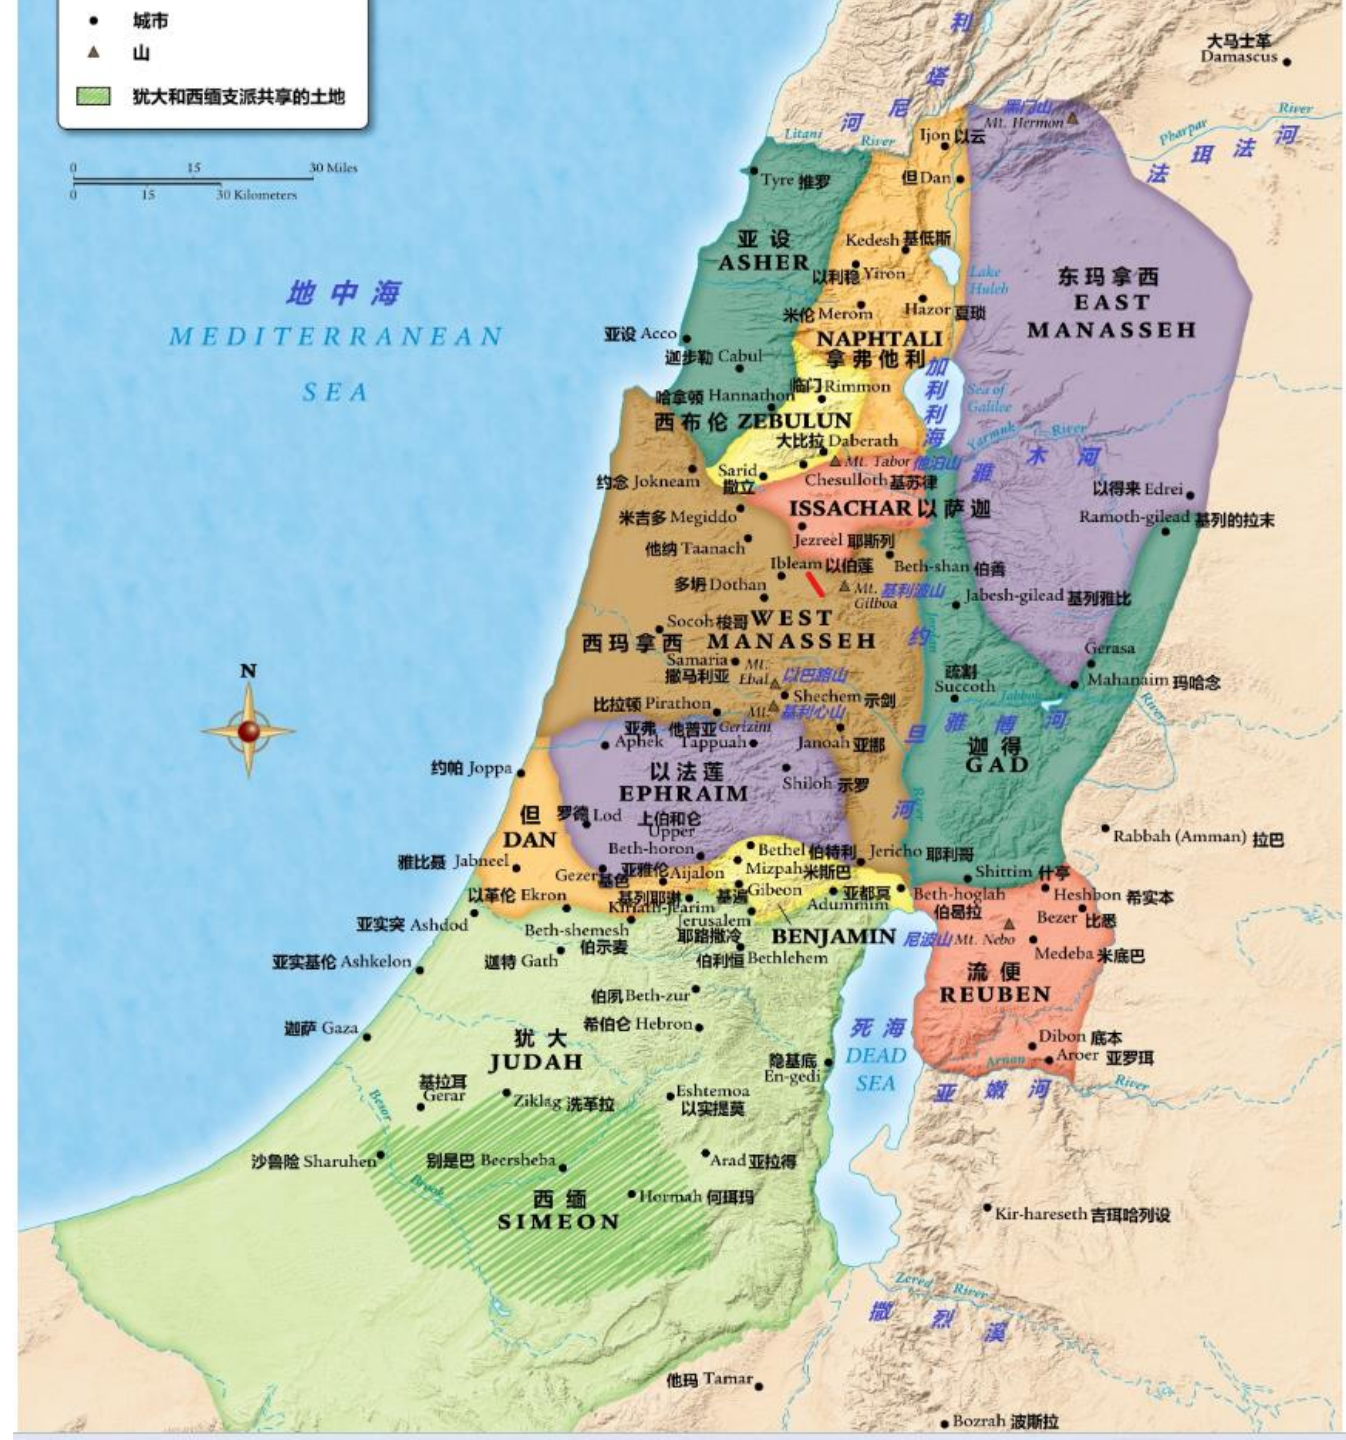 城市
山
犹大和西缅支派共享的土地
0 15 30 Miles
0 15 30 Kilometers
利
塔
尼
河
Litani River
大马士革
Damascus
黑门山
Mt. Hermon
Pharpar River
法 珥 法 河
Ijon 以云
但 Dan
Tyre 推罗
亚设
ASHER
Kedesh 基低斯
以利稳 Yiron
Lake Huleb
米伦 Merom
Hazor 夏琐
东玛拿西
EAST
MANASSEH
地中海
MEDITERRANEAN
SEA
亚设 Acco
NAPHTALI
拿弗他利
迦步勒 Cabul
加利利海
Sea of Galilee
临门 Rimmon
哈拿顿 Hannathon
西布伦 ZEBULUN
Yarmuk River
雅 木 河
大比拉 Daberath
Mt. Tabor 他泊山
约念 Jokneam
Sarid
撒立
Chesulloth 基苏律
以得来 Edrei
ISSACHAR 以萨迦
米吉多 Megiddo
Ramoth-gilead 基列的拉末
他纳 Taanach
Jezreel 耶斯列
Ibleam 以伯莲
Beth-shan 伯善
多坍 Dothan
Mt. Gilboa
基利波山
Jabesh-gilead 基列雅比
Socoh 梭哥
WEST
西玛拿西 MANASSEH
约
Samaria
撒马利亚
Mt. Ebal
以巴路山
Gerasa
疏割
Succoth
Mahanaim 玛哈念
Shechem 示剑
比拉顿 Pirathon
Mt. Gerizini
基利心山
Jabbok River
旦
雅 博 河
N
亚弗
Aphek
他普亚
Tappuah
Janoah 亚挪
迦得
GAD
约帕 Joppa
以法莲
EPHRAIM
Shiloh 示罗
但
DAN
罗德 Lod
上伯和仑
Upper
Beth-horon
河
River
Rabbah (Amman) 拉巴
雅比聂 Jabneel
Bethel 伯特利
Jericho 耶利哥
Gezer 基色
亚雅伦 Aijalon
Mizpah 米斯巴
Shittim 什亭
以革伦 Ekron
基列耶琳
Kiriath-Jearim
基遍 Gibeon
亚都冥
Adummim
Beth-hoglah
伯曷拉
Heshbon 希实本
亚实突 Ashdod
Jerusalem
耶路撒冷
Bezer 比悉
Beth-shemesh
伯示麦
BENJAMIN
尼波山 Mt. Nebo
亚实基伦 Ashkelon
迦特 Gath
伯利恒 Bethlehem
Medeba 米底巴
流便
REUBEN
伯夙 Beth-zur
迦萨 Gaza
希伯仑 Hebron
犹大
JUDAH
死海
DEAD
SEA
Dibon 底本
Aroer 亚罗珥
隐基底
En-gedi
Arnon River
亚 嫩 河
基拉耳
Gerar
Besor
Brook
Ziklag 洗革拉
Eshtemoa
以实提莫
沙鲁险 Sharuhen
别是巴 Beersheba
Arad 亚拉得
西缅
SIMEON
Hormah 何珥玛
Kir-hareseth 吉珥哈列设
Zered River
撒 烈 溪
他玛 Tamar
Bozrah 波斯拉